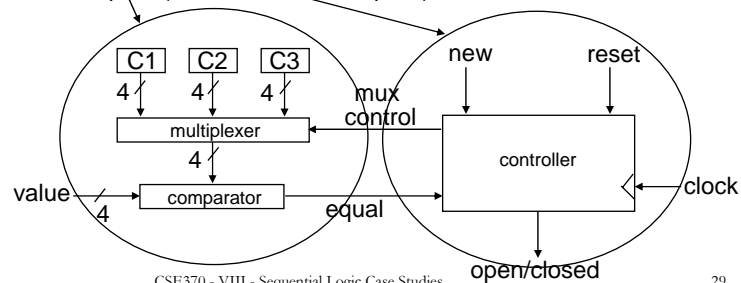 new reset
C1 C2 C3
4 4 4 mux
control
multiplexer
controller
4
value 4 comparator equal clock
open/closed
CSE370 - VIII - Sequential Logic Case Studies 29